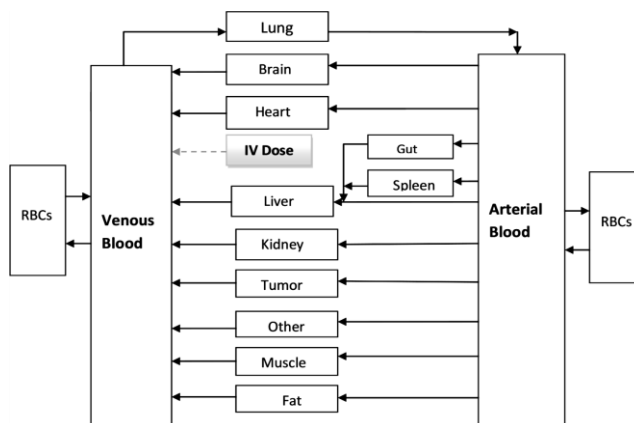 Lung
Brain
Heart
Gut
IV Dose
Spleen
RBCs
Venous
Blood
Liver
Arterial
Blood
RBCs
Kidney
Tumor
Other
Muscle
Fat